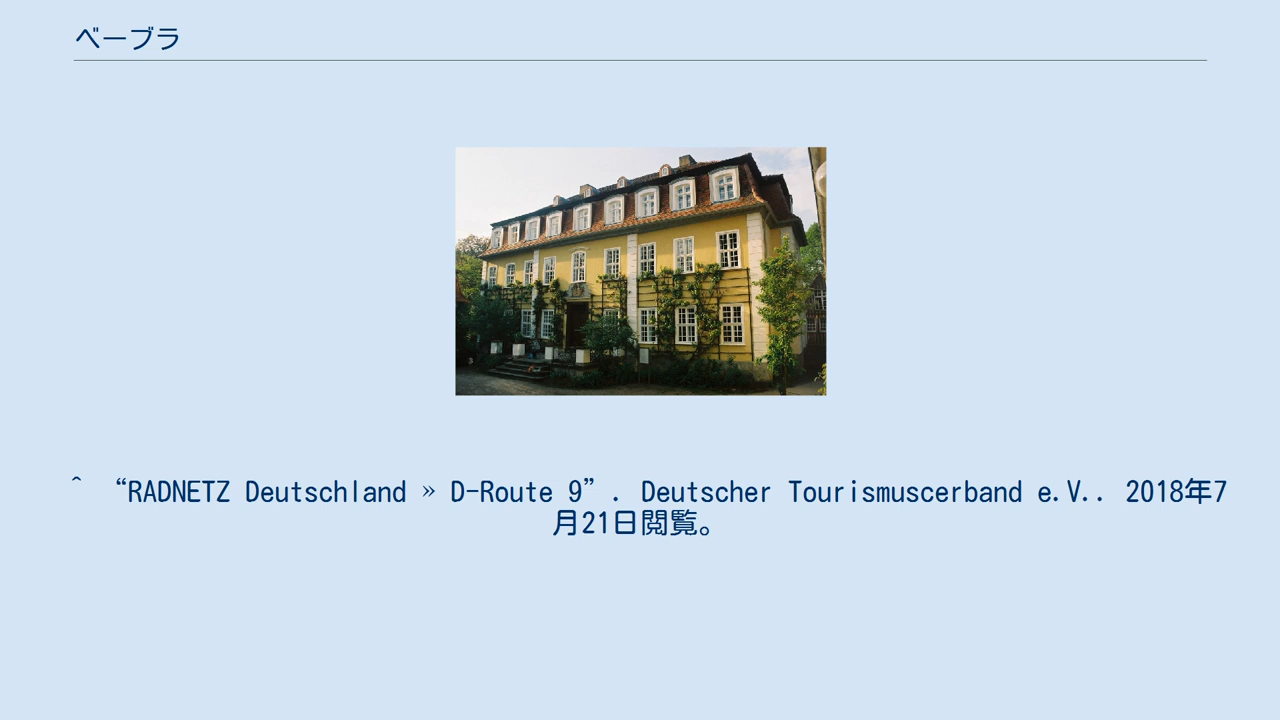 ベーブラ
^ “RADNETZ Deutschland » D-Route 9”. Deutscher Tourismuscerband e.V.. 2018年7
月21日閲覧。